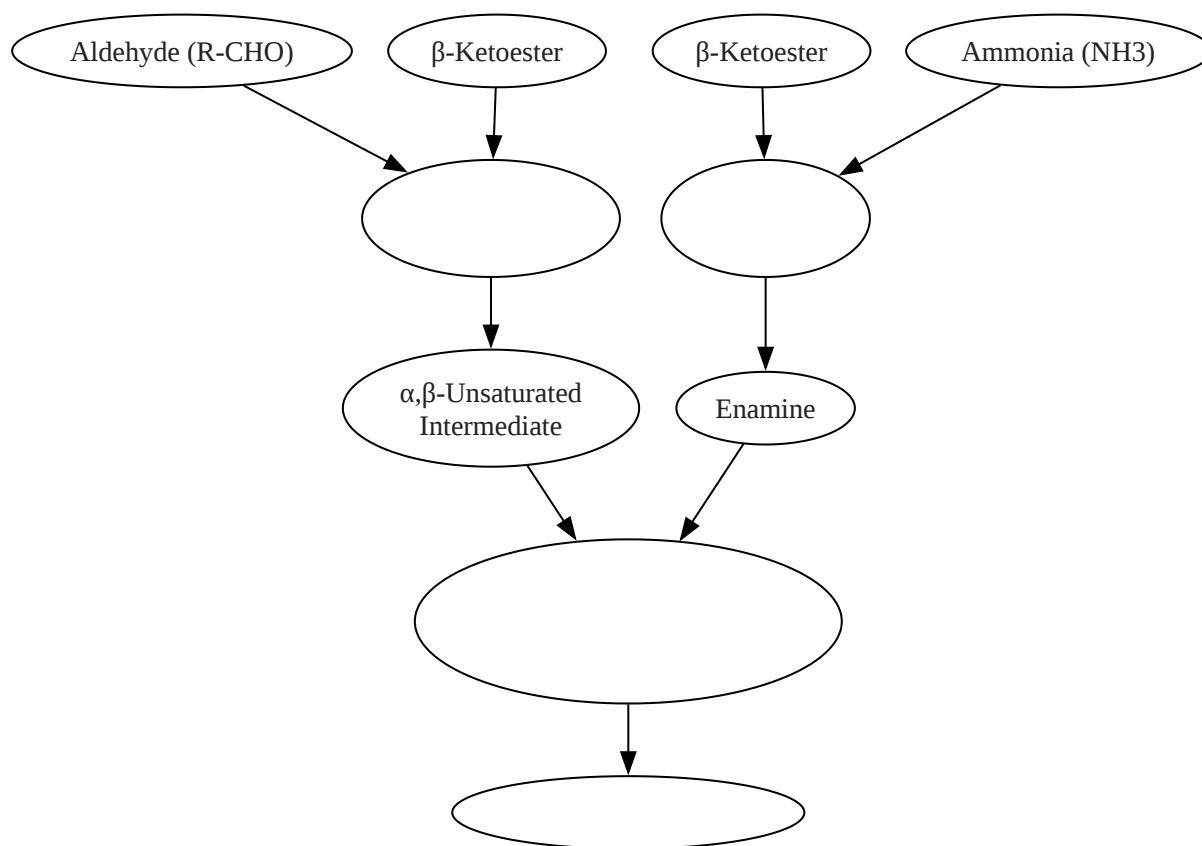 Aldehyde (R-CHO)
β-Ketoester
β-Ketoester
Ammonia (NH3)
α,β-Unsaturated
Intermediate
Enamine